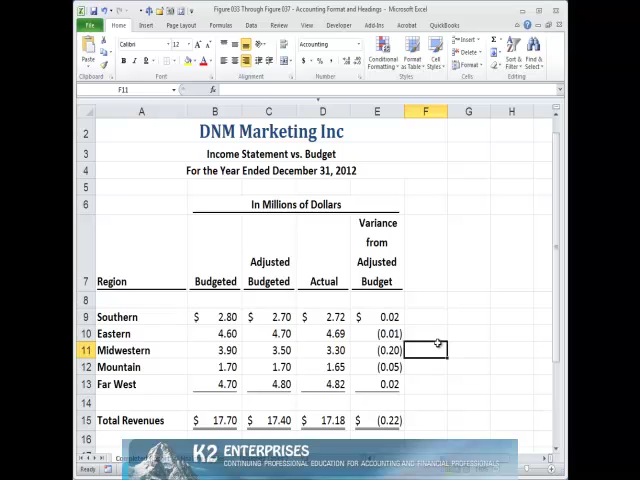 Figure 033 Through Figure 037 - Accounting Format and Headings - Microsoft Excel
File Home Insert Page Layout Formulas Data Review Developer Add-Ins Acrobat QuickBooks
Calibri 12 Accounting
Paste
Conditional Formatting Format as Table Cell Styles
Insert
Delete
Format
Sort & Filter Find & Select
Clipboard Font Alignment Number Styles Cells Editing
F11 fx
A B C D E F G H
2 DNM Marketing Inc
3 Income Statement vs. Budget
4 For the Year Ended December 31, 2012
5
6 In Millions of Dollars
7 Region Budgeted Adjusted Budgeted Actual Variance from Adjusted Budget
8
9 Southern $ 2.80 $ 2.70 $ 2.72 $ 0.02
10 Eastern 4.60 4.70 4.69 (0.01)
11 Midwestern 3.90 3.50 3.30 (0.20)
12 Mountain 1.70 1.70 1.65 (0.05)
13 Far West 4.70 4.80 4.82 0.02
14
15 Total Revenues $ 17.70 $ 17.40 $ 17.18 $ (0.22)
16
K2 ENTERPRISES
CONTINUING PROFESSIONAL EDUCATION FOR ACCOUNTING AND FINANCIAL PROFESSIONALS
Ready